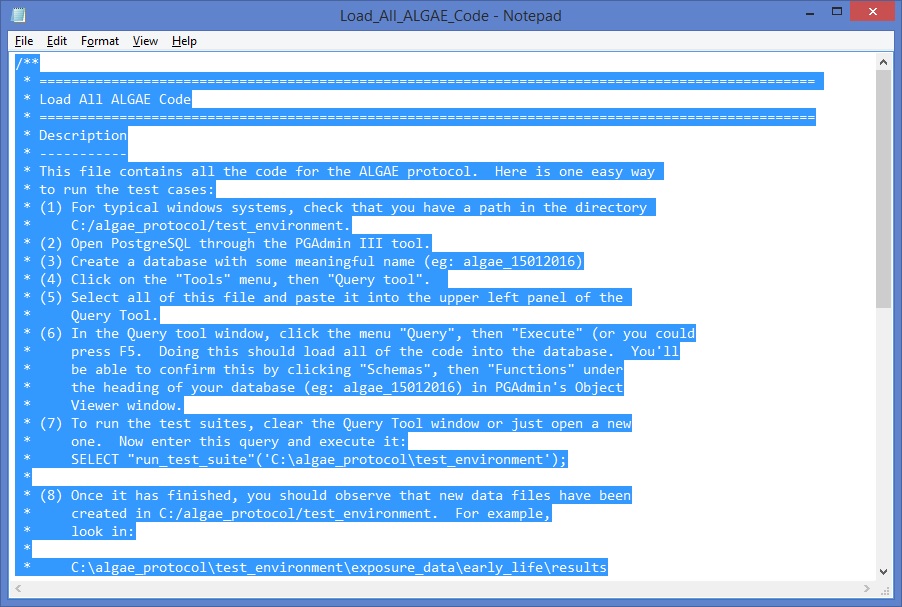 Load_All_ALGAE_Code - Notepad
File Edit Format View Help
/**
 * =================================================================================================
 * Load All ALGAE Code
 * =================================================================================================
 * Description
 * -----------
 * This file contains all the code for the ALGAE protocol.  Here is one easy way
 * to run the test cases:
 * (1) For typical windows systems, check that you have a path in the directory
 *     C:/algae_protocol/test_environment.
 * (2) Open PostgreSQL through the PGAdmin III tool.
 * (3) Create a database with some meaningful name (eg: algae_15012016)
 * (4) Click on the "Tools" menu, then "Query tool".
 * (5) Select all of this file and paste it into the upper left panel of the
 *     Query Tool.
 * (6) In the Query tool window, click the menu "Query", then "Execute" (or you could
 *     press F5.  Doing this should load all of the code into the database.  You'll
 *     be able to confirm this by clicking "Schemas", then "Functions" under
 *     the heading of your database (eg: algae_15012016) in PGAdmin's Object
 *     Viewer window.
 * (7) To run the test suites, clear the Query Tool window or just open a new
 *     one.  Now enter this query and execute it:
 *     SELECT "run_test_suite"('C:\algae_protocol\test_environment');
 *
 * (8) Once it has finished, you should observe that new data files have been
 *     created in C:/algae_protocol/test_environment.  For example,
 *     look in:
 *
 *     C:\algae_protocol\test_environment\exposure_data\early_life\results